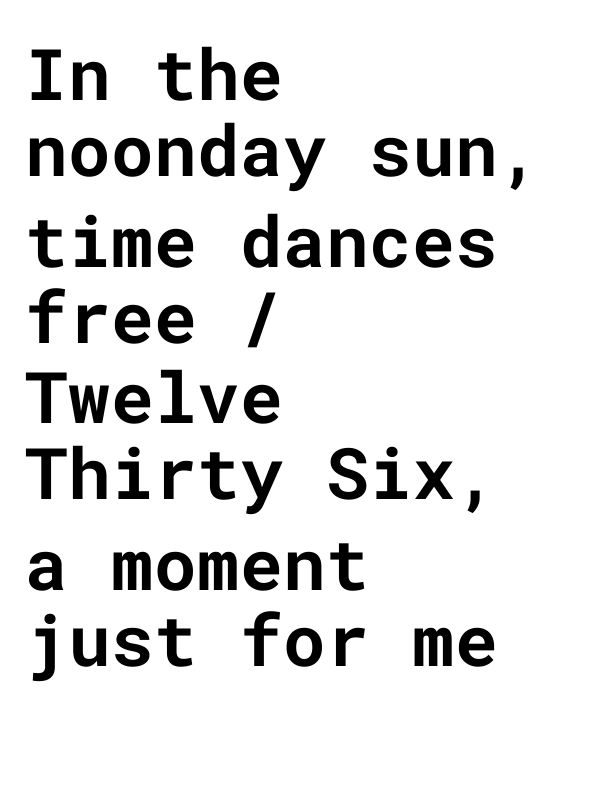 In the
noonday sun,
time dances
free /
Twelve
Thirty Six,
a moment
just for me